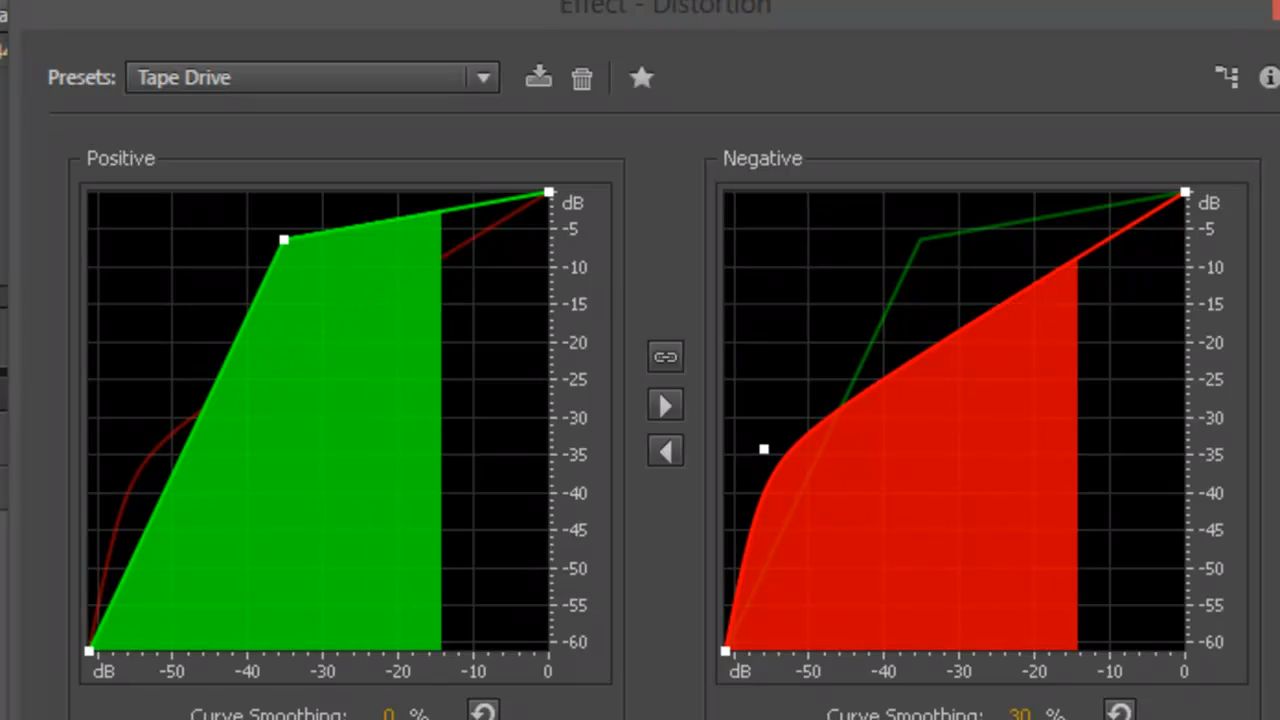 Effect - Distortion
Presets: Tape Drive
Positive
Negative
dB
-5
-10
-15
-20
-25
-30
-35
-40
-45
-50
-55
-60
dB -50 -40 -30 -20 -10 0
dB
-5
-10
-15
-20
-25
-30
-35
-40
-45
-50
-55
-60
dB -50 -40 -30 -20 -10 0
Curve Smoothing: 0 %
Curve Smoothing: 30 %